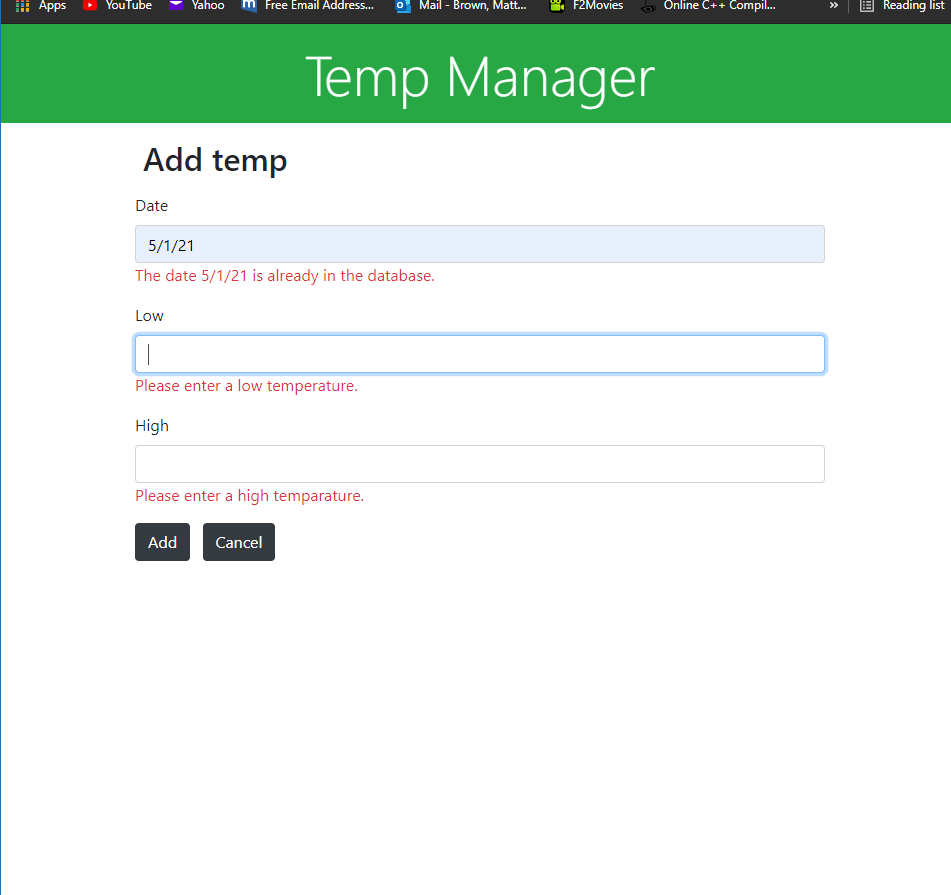 Apps YouTube Yahoo m Free Email Address... Mail - Brown, Matt... F2Movies Online C++ Compil... » Reading list
Temp Manager
Add temp
Date
5/1/21
The date 5/1/21 is already in the database.
Low
Please enter a low temperature.
High
Please enter a high temparature.
Add Cancel